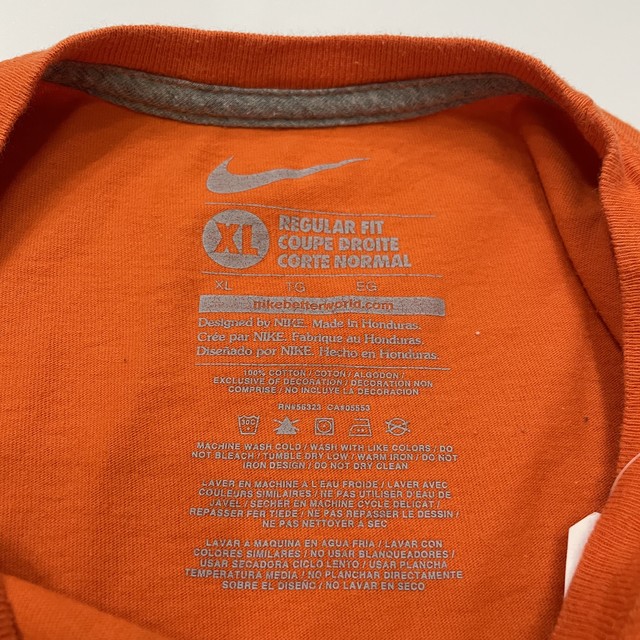 XL
REGULAR FIT
COUPE DROITE
CORTE NORMAL
XL TG EG
nikebetterworld.com
Designed by NIKE. Made in Honduras.
Créé par NIKE. Fabriqué au Honduras.
Diseñado por NIKE. Hecho en Honduras.
100% COTTON / COTON / ALGODON
EXCLUSIVE OF DECORATION / DECORATION NON
COMPRISE / NO INCLUYE LA DECORACION
RN#56323 CA#05553
30C
MACHINE WASH COLD / WASH WITH LIKE COLORS / DO
NOT BLEACH / TUMBLE DRY LOW / WARM IRON / DO NOT
IRON DESIGN / DO NOT DRY CLEAN
LAVER EN MACHINE A L'EAU FROIDE / LAVER AVEC
COULEURS SIMILAIRES / NE PAS UTILISER D'EAU DE
JAVEL / SECHER EN MACHINE CYCLE DELICAT /
REPASSER FER TIEDE / NE PAS REPASSER LE DESSIN /
NE PAS NETTOYER A SEC
LAVAR A MAQUINA EN AGUA FRIA / LAVAR CON
COLORES SIMILARES / NO USAR BLANQUEADORES /
USAR SECADORA CICLO LENTO / USAR PLANCHA
TEMPERATURA MEDIA / NO PLANCHAR DIRECTAMENTE
SOBRE EL DISENO / NO LAVAR EN SECO